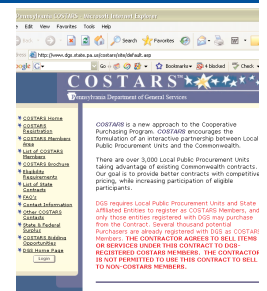 Pennsylvania COSTARS - Microsoft Internet Explorer
Edit View Favorites Tools Help
Search Favorites
http://www.dgs.state.pa.us/costars/site/default.asp
Go Bookmarks 8 blocked Check
COSTARS
Pennsylvania Department of General Services
COSTARS Home
COSTARS
Registration
COSTARS Members
Area
List of COSTARS
Members
COSTARS Brochure
Eligibility
Requirements
List of State
Contracts
FAQ's
Contact Information
Other COSTARS
Contacts
State & Federal
Surplus
COSTARS Bidding
Opportunities
DGS Home Page
Login
COSTARS is a new approach to the Cooperative
Purchasing Program. COSTARS encourages the
formulation of an interactive partnership between Local
Public Procurement Units and the Commonwealth.
There are over 3,000 Local Public Procurement Units
taking advantage of existing Commonwealth contracts.
Our goal is to provide better contracts with competitive
pricing, while increasing participation of eligible
participants.
DGS requires Local Public Procurement Units and State
Affiliated Entities to register as COSTARS Members, and
only those entities registered with DGS may purchase
from the Contract. Several thousand potential
Purchasers are already registered with DGS as COSTARS
Members. THE CONTRACTOR AGREES TO SELL ITEMS
OR SERVICES UNDER THIS CONTRACT TO DGS-
REGISTERED COSTARS MEMBERS. THE CONTRACTOR
IS NOT PERMITTED TO USE THIS CONTRACT TO SELL
TO NON-COSTARS MEMBERS.